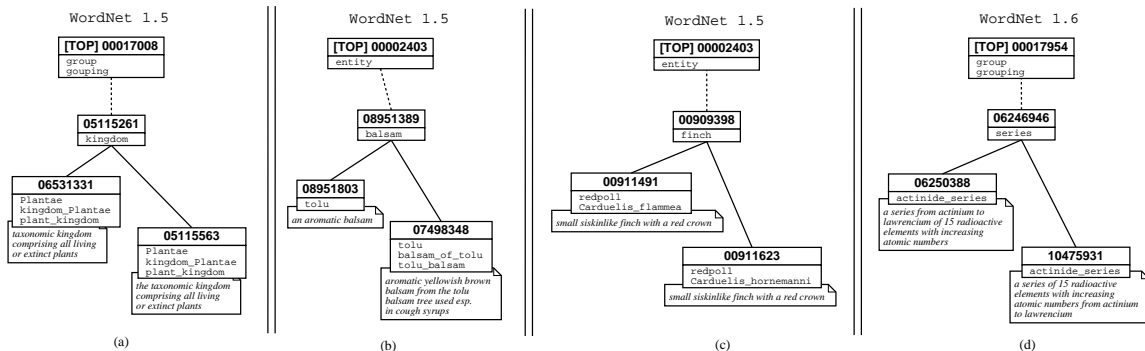 WordNet 1.5
[TOP] 00017008
group
gouping
05115261
kingdom
06531331
Plantae
kingdom_Plantae
plant_kingdom
taxonomic kingdom
comprising all living
or extinct plants
05115563
Plantae
kingdom_Plantae
plant_kingdom
the taxonomic kingdom
comprising all living
or extinct plants
(a)
WordNet 1.5
[TOP] 00002403
entity
08951389
balsam
08951803
tolu
an aromatic balsam
07498348
tolu
balsam_of_tolu
tolu_balsam
aromatic yellowish brown
balsam from the tolu
balsam tree used esp.
in cough syrups
(b)
WordNet 1.5
[TOP] 00002403
entity
00909398
finch
00911491
redpoll
Carduelis_flammea
small siskinlike finch with a red crown
00911623
redpoll
Carduelis_hornemanni
small siskinlike finch with a red crown
(c)
WordNet 1.6
[TOP] 00017954
group
grouping
06246946
series
06250388
actinide_series
a series from actinium to
lawrencium of 15 radioactive
elements with increasing
atomic numbers
10475931
actinide_series
a series of 15 radioactive
elements with increasing
atomic numbers from actinium
to lawrencium
(d)